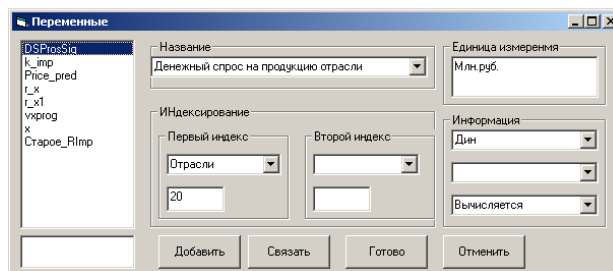 Переменные
DSProsSig
k_imp
Price_pred
r_x
r_x1
vxprog
x
Старое_RImp
Название
Денежный спрос на продукцию отрасли
Единица измеренмя
Млн.руб.
ИНдексирование
Первый индекс
Отрасли
20
Второй индекс
Информация
Дин
Вычисляется
Добавить
Связать
Готово
Отменить